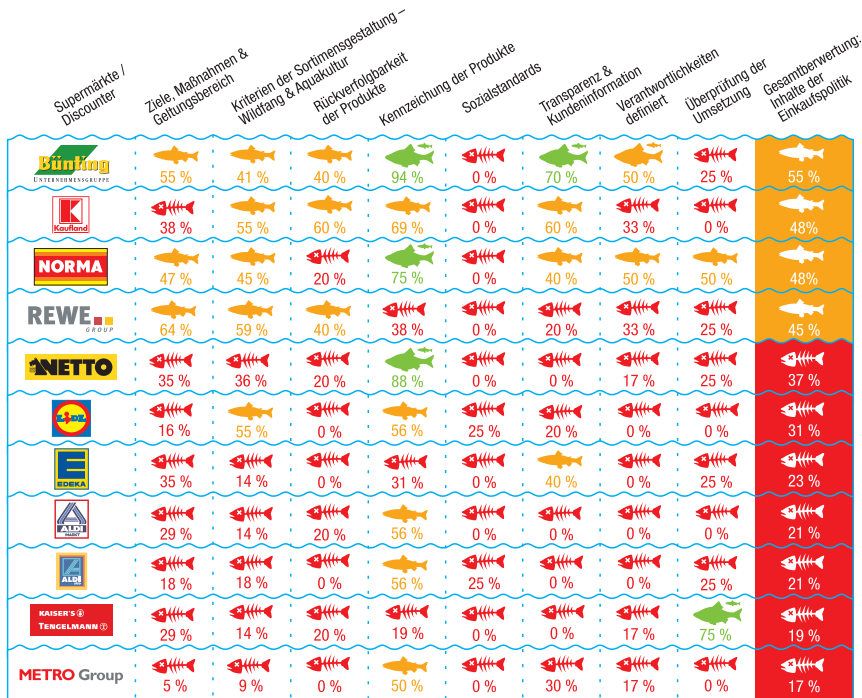 Supermärkte /
Discounter
Ziele, Maßnahmen &
Geltungsbereich
Kriterien der Sortimensgestaltung –
Wildfang & Aquakultur
Rückverfolgbarkeit
der Produkte
Kennzeichung der Produkte
Sozialstandards
Transparenz &
Kundeninformation
Verantwortlichkeiten
definiert
Überprüfung der
Umsetzung
Gesamtberwertung:
Inhalte der
Einkaufspolitik
Bünting
UNTERNEHMENSGRUPPE
55 % 41 % 40 % 94 % 0 % 70 % 50 % 25 % 55 %
K
Kaufland
38 % 55 % 60 % 69 % 0 % 60 % 33 % 0 % 48%
NORMA
47 % 45 % 20 % 75 % 0 % 40 % 50 % 50 % 48%
REWE
GROUP
64 % 59 % 40 % 38 % 0 % 20 % 33 % 25 % 45 %
NETTO
35 % 36 % 20 % 88 % 0 % 0 % 17 % 25 % 37 %
LIDL
16 % 55 % 0 % 56 % 25 % 20 % 0 % 0 % 31 %
E
EDEKA
35 % 14 % 0 % 31 % 0 % 40 % 0 % 25 % 23 %
ALDI
MARKT
29 % 14 % 20 % 56 % 0 % 0 % 0 % 0 % 21 %
ALDI
18 % 18 % 0 % 56 % 25 % 0 % 0 % 25 % 21 %
KAISER'S
TENGELMANN
29 % 14 % 20 % 19 % 0 % 0 % 17 % 75 % 19 %
METRO Group
5 % 9 % 0 % 50 % 0 % 30 % 17 % 0 % 17 %